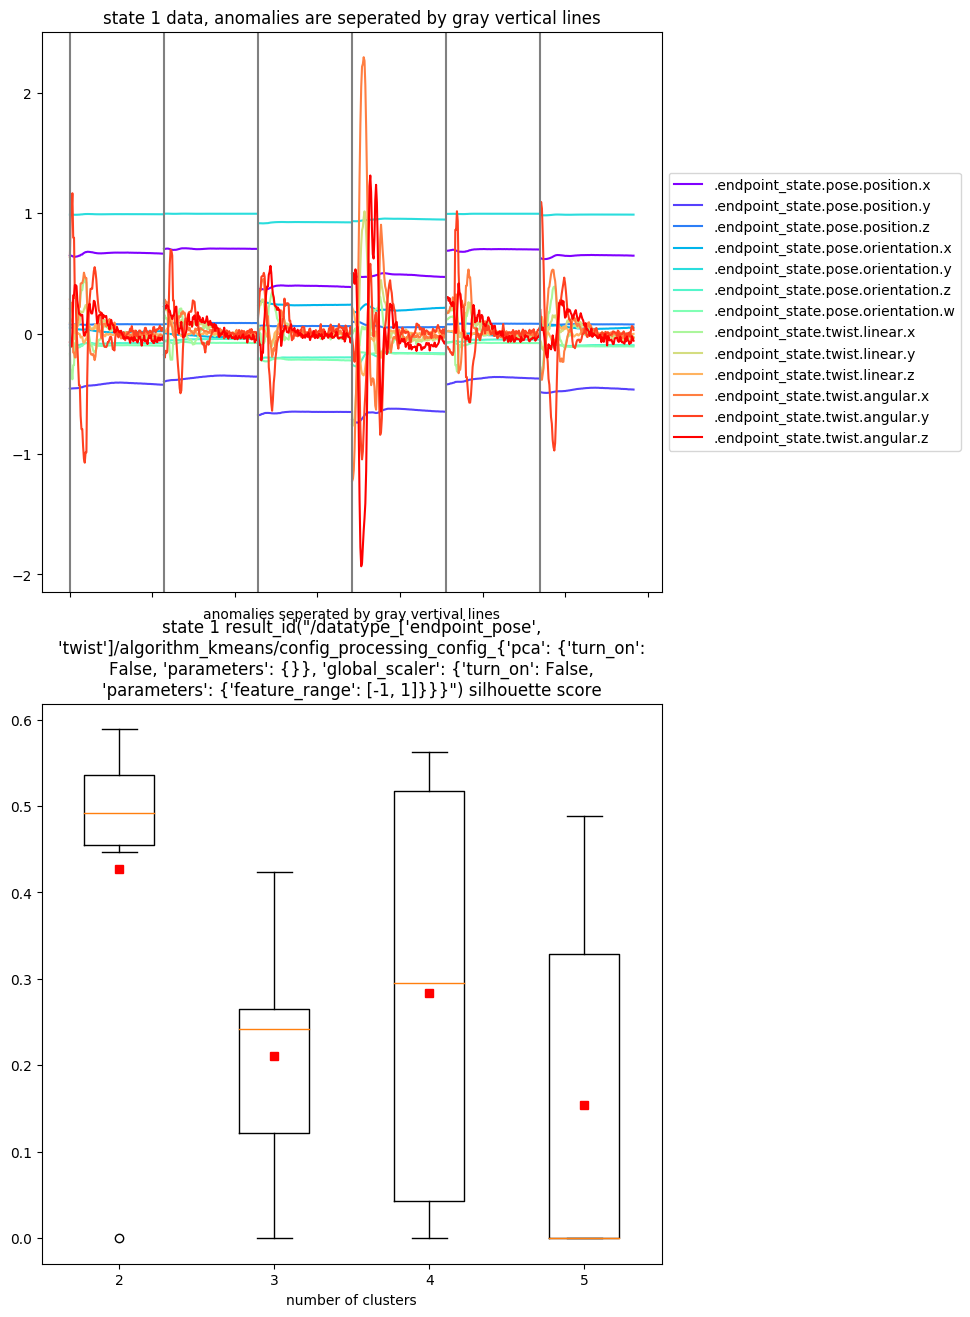 state 1 data, anomalies are seperated by gray vertical lines
2
1
0
−1
−2
.endpoint_state.pose.position.x
.endpoint_state.pose.position.y
.endpoint_state.pose.position.z
.endpoint_state.pose.orientation.x
.endpoint_state.pose.orientation.y
.endpoint_state.pose.orientation.z
.endpoint_state.pose.orientation.w
.endpoint_state.twist.linear.x
.endpoint_state.twist.linear.y
.endpoint_state.twist.linear.z
.endpoint_state.twist.angular.x
.endpoint_state.twist.angular.y
.endpoint_state.twist.angular.z
anomalies seperated by gray vertival lines
state 1 result_id("/datatype_['endpoint_pose',
'twist']/algorithm_kmeans/config_processing_config_{'pca': {'turn_on':
False, 'parameters': {}}, 'global_scaler': {'turn_on': False,
'parameters': {'feature_range': [-1, 1]}}}") silhouette score
0.6
0.5
0.4
0.3
0.2
0.1
0.0
2 3 4 5
number of clusters